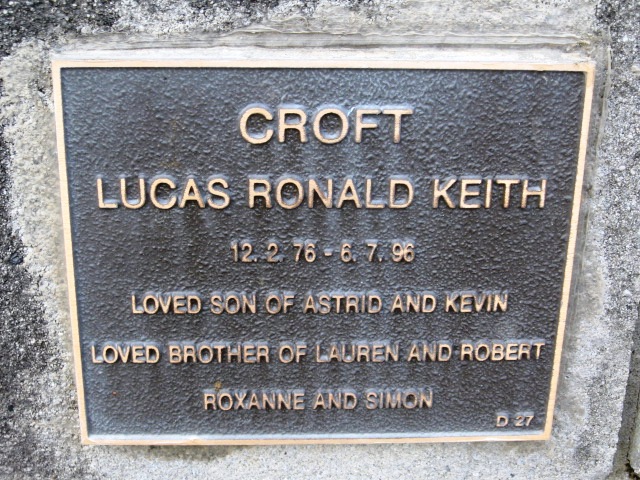 CROFT
LUCAS RONALD KEITH
12. 2. 76 - 6. 7. 96
LOVED SON OF ASTRID AND KEVIN
LOVED BROTHER OF LAUREN AND ROBERT
ROXANNE AND SIMON
D 27